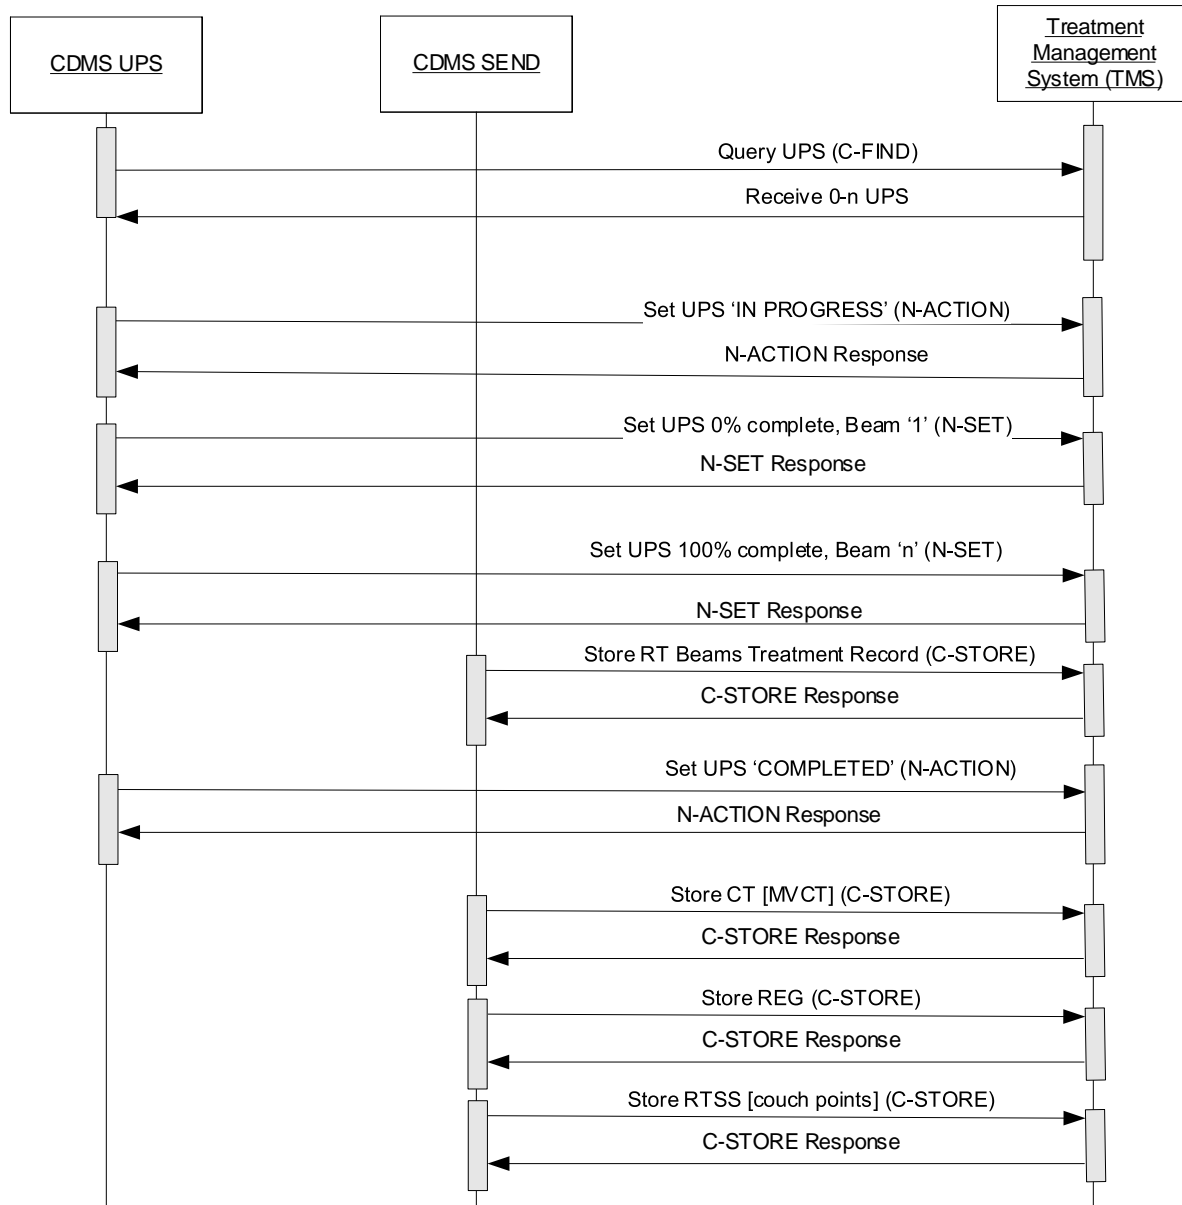 CDMS UPS
CDMS SEND
Treatment
Management
System (TMS)
Query UPS (C-FIND)
Receive 0-n UPS
Set UPS ‘IN PROGRESS’ (N-ACTION)
N-ACTION Response
Set UPS 0% complete, Beam ‘1’ (N-SET)
N-SET Response
Set UPS 100% complete, Beam ‘n’ (N-SET)
N-SET Response
Store RT Beams Treatment Record (C-STORE)
C-STORE Response
Set UPS ‘COMPLETED’ (N-ACTION)
N-ACTION Response
Store CT [MVCT] (C-STORE)
C-STORE Response
Store REG (C-STORE)
C-STORE Response
Store RTSS [couch points] (C-STORE)
C-STORE Response